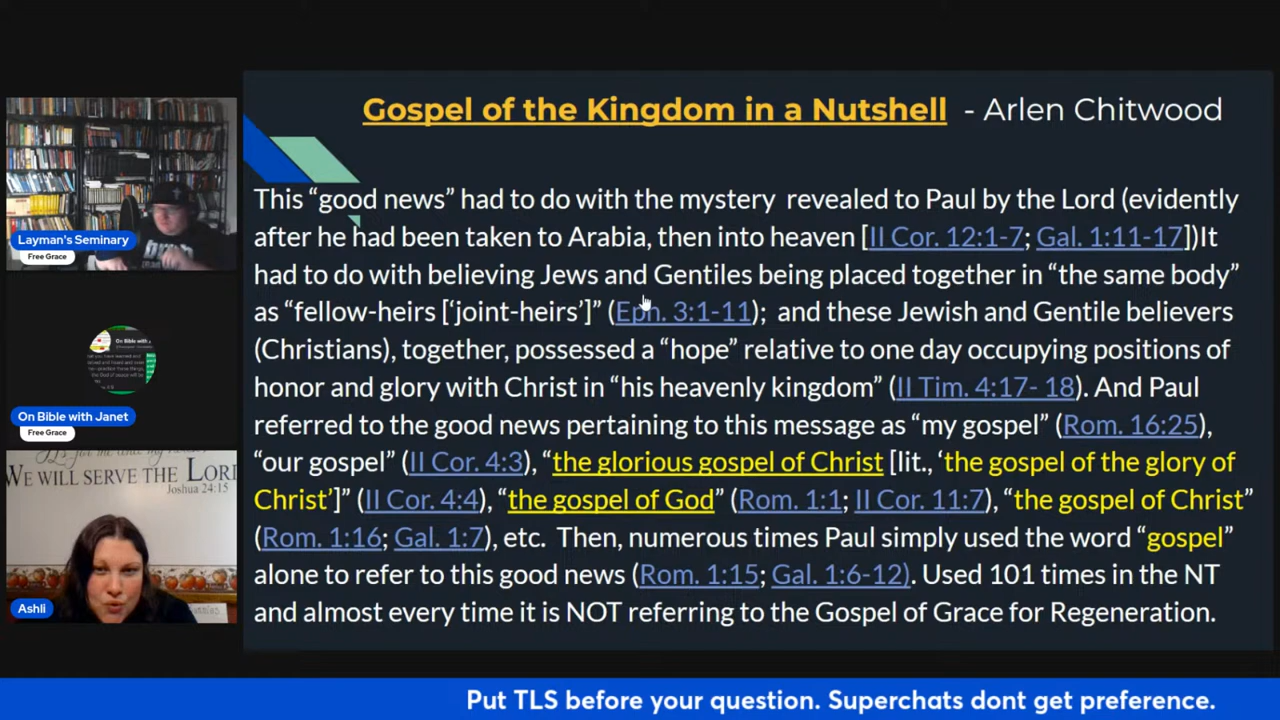 Gospel of the Kingdom in a Nutshell - Arlen Chitwood
This “good news” had to do with the mystery revealed to Paul by the Lord (evidently
after he had been taken to Arabia, then into heaven [II Cor. 12:1-7; Gal. 1:11-17])It
had to do with believing Jews and Gentiles being placed together in “the same body”
as “fellow-heirs [‘joint-heirs’]” (Eph. 3:1-11); and these Jewish and Gentile believers
(Christians), together, possessed a “hope” relative to one day occupying positions of
honor and glory with Christ in “his heavenly kingdom” (II Tim. 4:17- 18). And Paul
referred to the good news pertaining to this message as “my gospel” (Rom. 16:25),
“our gospel” (II Cor. 4:3), “the glorious gospel of Christ [lit., ‘the gospel of the glory of
Christ’]” (II Cor. 4:4), “the gospel of God” (Rom. 1:1; II Cor. 11:7), “the gospel of Christ”
(Rom. 1:16; Gal. 1:7), etc. Then, numerous times Paul simply used the word “gospel”
alone to refer to this good news (Rom. 1:15; Gal. 1:6-12). Used 101 times in the NT
and almost every time it is NOT referring to the Gospel of Grace for Regeneration.
Layman's Seminary
Free Grace
On Bible with
On Bible with Janet
Free Grace
WE WILL SERVE THE LORD
Joshua 24:15
Ashli
Put TLS before your question. Superchats dont get preference.